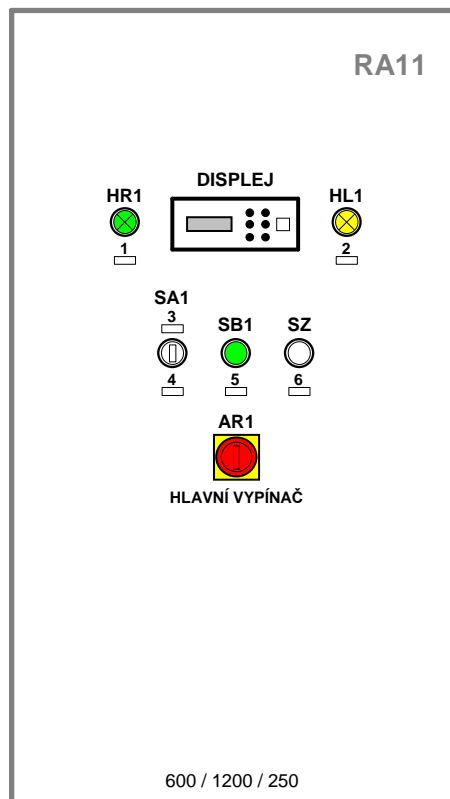 RA11
DISPLEJ
HR1
HL1
1
2
SA1
3
SB1
SZ
4
5
6
AR1
HLAVNÍ VYPÍNAČ
600 / 1200 / 250